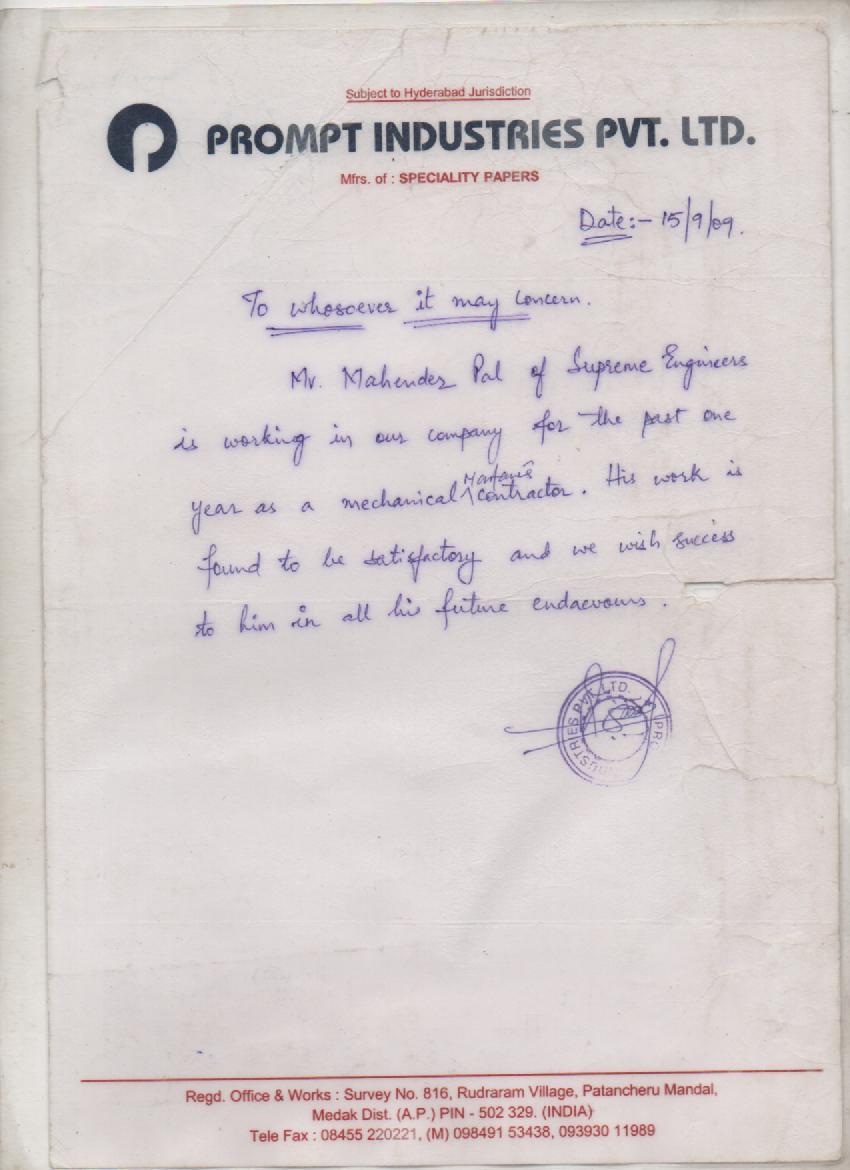 Subject to Hyderabad Jurisdiction
PROMPT INDUSTRIES PVT. LTD.
Mfrs. of : SPECIALITY PAPERS
Date:- 15/9/09.
To whosoever it may concern.
Mr. Mahender Pal of Supreme Engineers
is working in our company for the past one
year as a mechanical contractor. His work is
found to be satisfactory and we wish success
to him in all his future endaevours.
PVT. LTD.
Regd. Office & Works : Survey No. 816, Rudraram Village, Patancheru Mandal,
Medak Dist. (A.P.) PIN - 502 329. (INDIA)
Tele Fax : 08455 220221, (M) 098491 53438, 093930 11989